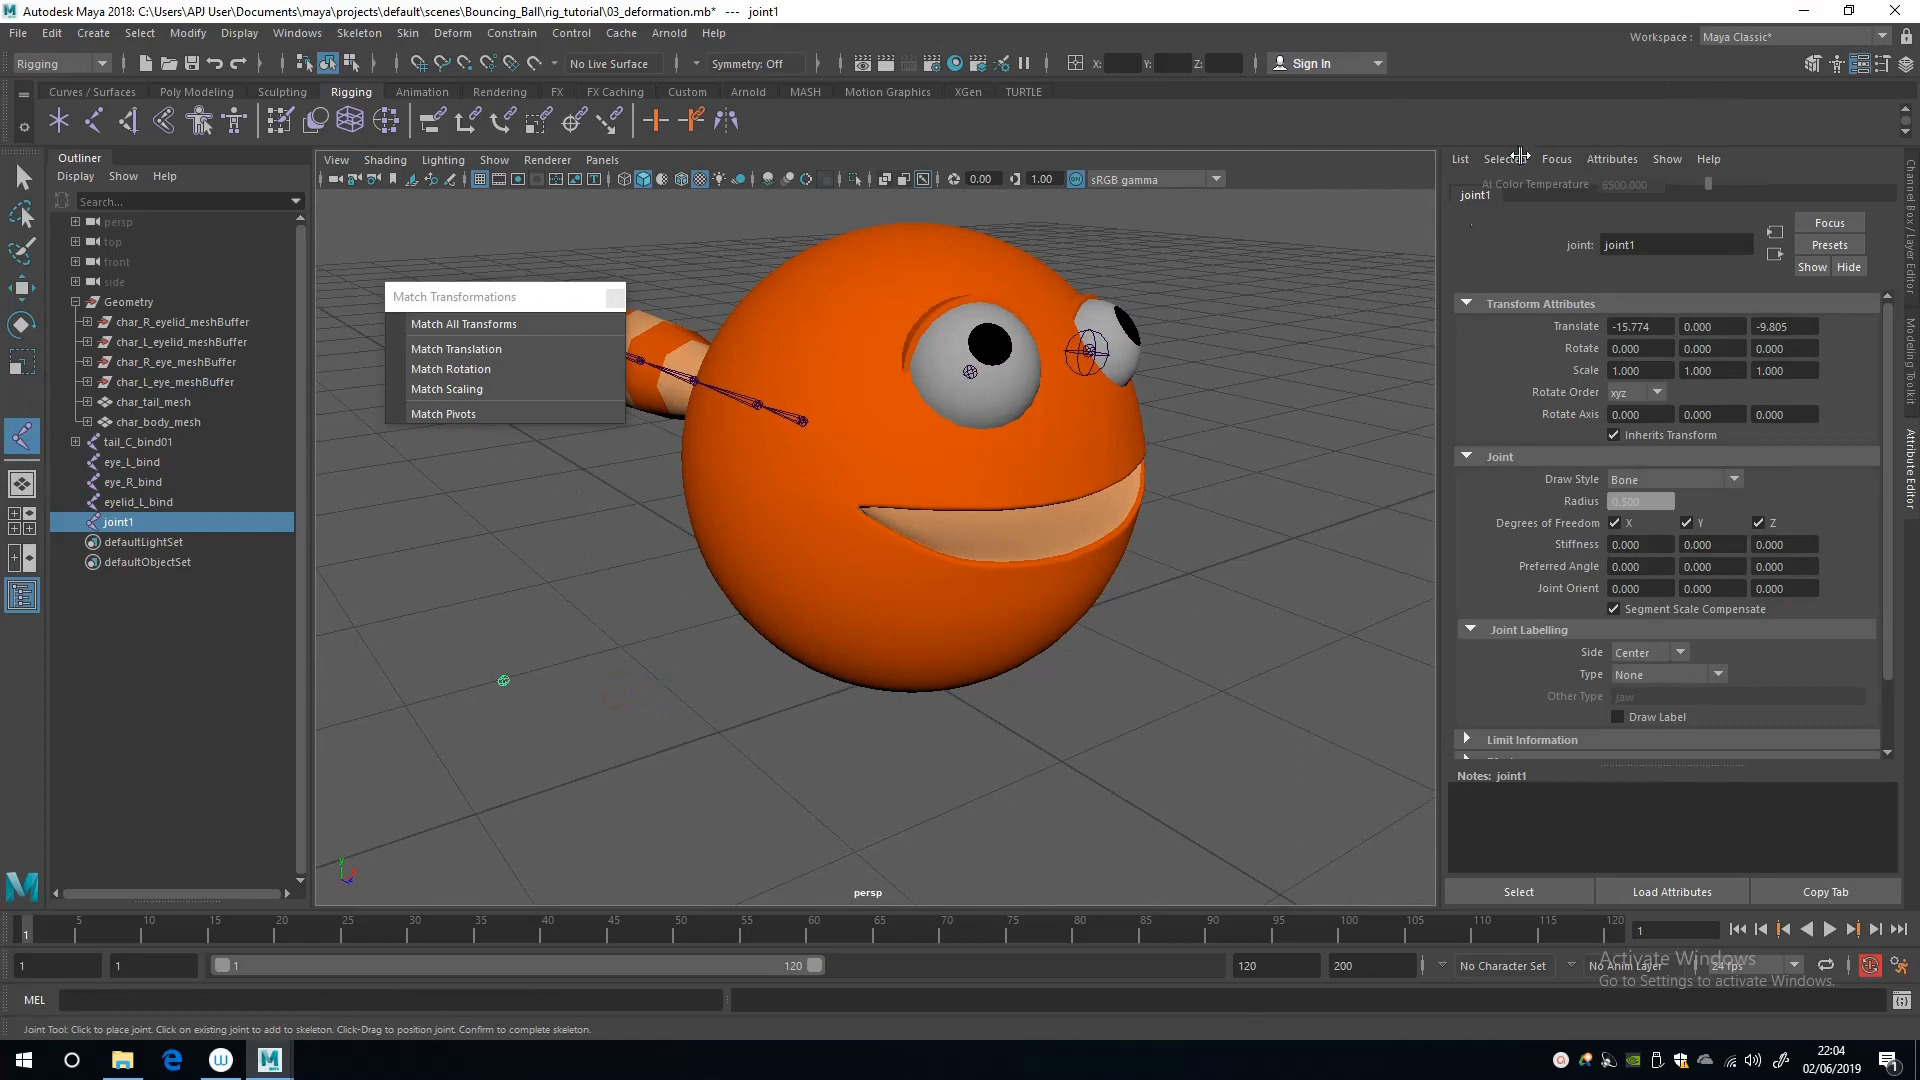 Autodesk Maya 2018: C:\Users\APJ User\Documents\maya\projects\default\scenes\Bouncing_Ball\rig_tutorial\03_deformation.mb* --- joint1
File Edit Create Select Modify Display Windows Skeleton Skin Deform Constrain Control Cache Arnold Help
Workspace : Maya Classic*
Rigging No Live Surface Symmetry: Off X: Y: Z: Sign In
Curves / Surfaces Poly Modeling Sculpting Rigging Animation Rendering FX FX Caching Custom Arnold MASH Motion Graphics XGen TURTLE
Outliner
Display Show Help
Search...
persp
top
front
side
Geometry
char_R_eyelid_meshBuffer
char_L_eyelid_meshBuffer
char_R_eye_meshBuffer
char_L_eye_meshBuffer
char_tail_mesh
char_body_mesh
tail_C_bind01
eye_L_bind
eye_R_bind
eyelid_L_bind
joint1
defaultLightSet
defaultObjectSet
View Shading Lighting Show Renderer Panels
0.00 1.00 sRGB gamma
Match Transformations
Match All Transforms
Match Translation
Match Rotation
Match Scaling
Match Pivots
persp
List Selected Focus Attributes Show Help
AI Color Temperature 6500.000
joint1
joint: joint1
Focus
Presets
Show Hide
Transform Attributes
Translate -15.774 0.000 -9.805
Rotate 0.000 0.000 0.000
Scale 1.000 1.000 1.000
Rotate Order xyz
Rotate Axis 0.000 0.000 0.000
Inherits Transform
Joint
Draw Style Bone
Radius 0.500
Degrees of Freedom X Y Z
Stiffness 0.000 0.000 0.000
Preferred Angle 0.000 0.000 0.000
Joint Orient 0.000 0.000 0.000
Segment Scale Compensate
Joint Labelling
Side Center
Type None
Other Type jaw
Draw Label
Limit Information
Notes: joint1
Select Load Attributes Copy Tab
Channel Box / Layer Editor
Modeling Toolkit
Attribute Editor
5 10 15 20 25 30 35 40 45 50 55 60 65 70 75 80 85 90 95 100 105 110 115 120
1 1
1 1 1 120 120 200 No Character Set No Anim Layer 24 fps
Activate Windows
Go to Settings to activate Windows.
MEL
Joint Tool: Click to place joint. Click on existing joint to add to skeleton. Click-Drag to position joint. Confirm to complete skeleton.
22:04
02/06/2019
1